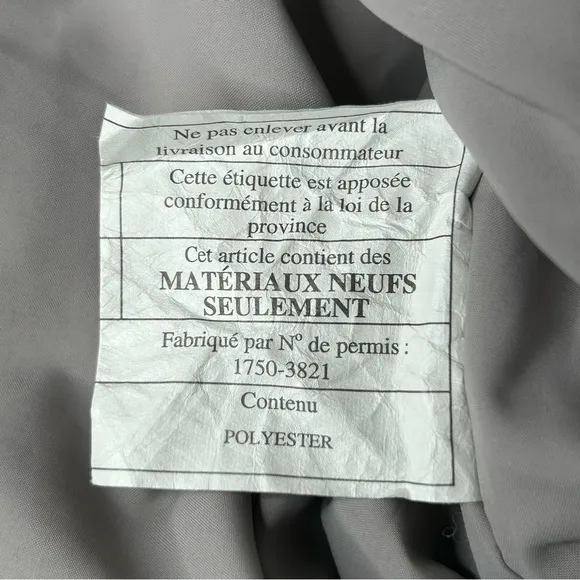 Ne pas enlever avant la
livraison au consommateur
Cette étiquette est apposée
conformément à la loi de la
province
Cet article contient des
MATÉRIAUX NEUFS
SEULEMENT
Fabriqué par Nº de permis :
1750-3821
Contenu
POLYESTER